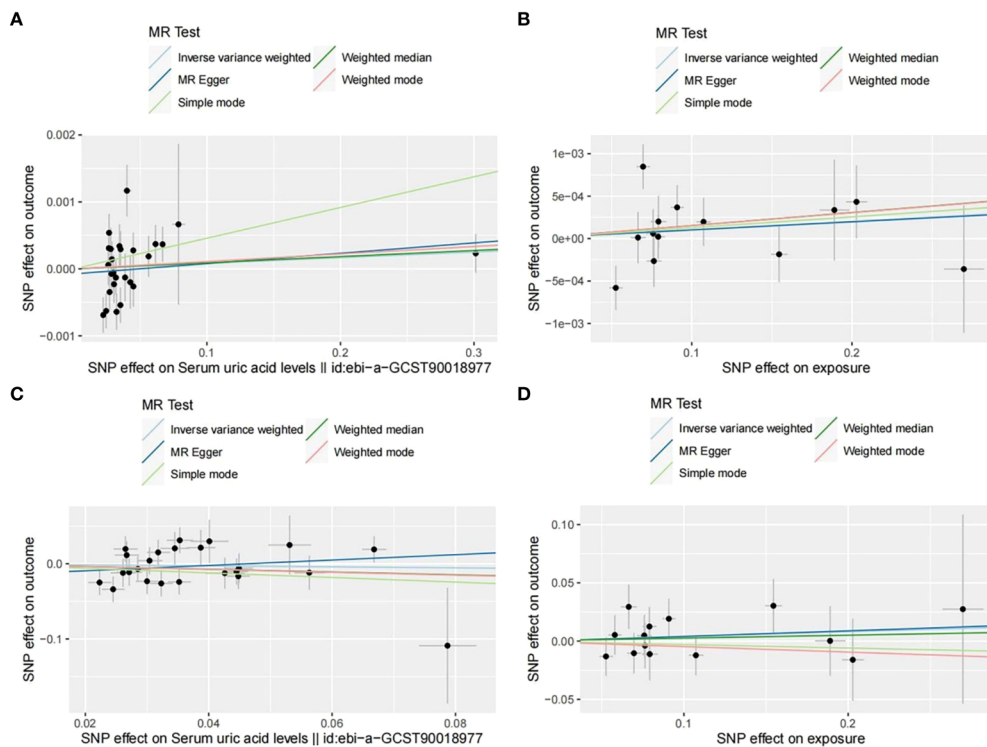 A
MR Test
Inverse variance weighted
Weighted median
MR Egger
Weighted mode
Simple mode
SNP effect on outcome
0.002
0.001
0.000
−0.001
0.1
0.2
0.3
SNP effect on Serum uric acid levels || id:ebi-a-GCST90018977
B
MR Test
Inverse variance weighted
Weighted median
MR Egger
Weighted mode
Simple mode
SNP effect on outcome
1e−03
5e−04
0e+00
−5e−04
−1e−03
0.1
0.2
SNP effect on exposure
C
MR Test
Inverse variance weighted
Weighted median
MR Egger
Weighted mode
Simple mode
SNP effect on outcome
0.0
−0.1
0.02
0.04
0.06
0.08
SNP effect on Serum uric acid levels || id:ebi-a-GCST90018977
D
MR Test
Inverse variance weighted
Weighted median
MR Egger
Weighted mode
Simple mode
SNP effect on outcome
0.10
0.05
0.00
−0.05
0.1
0.2
SNP effect on exposure